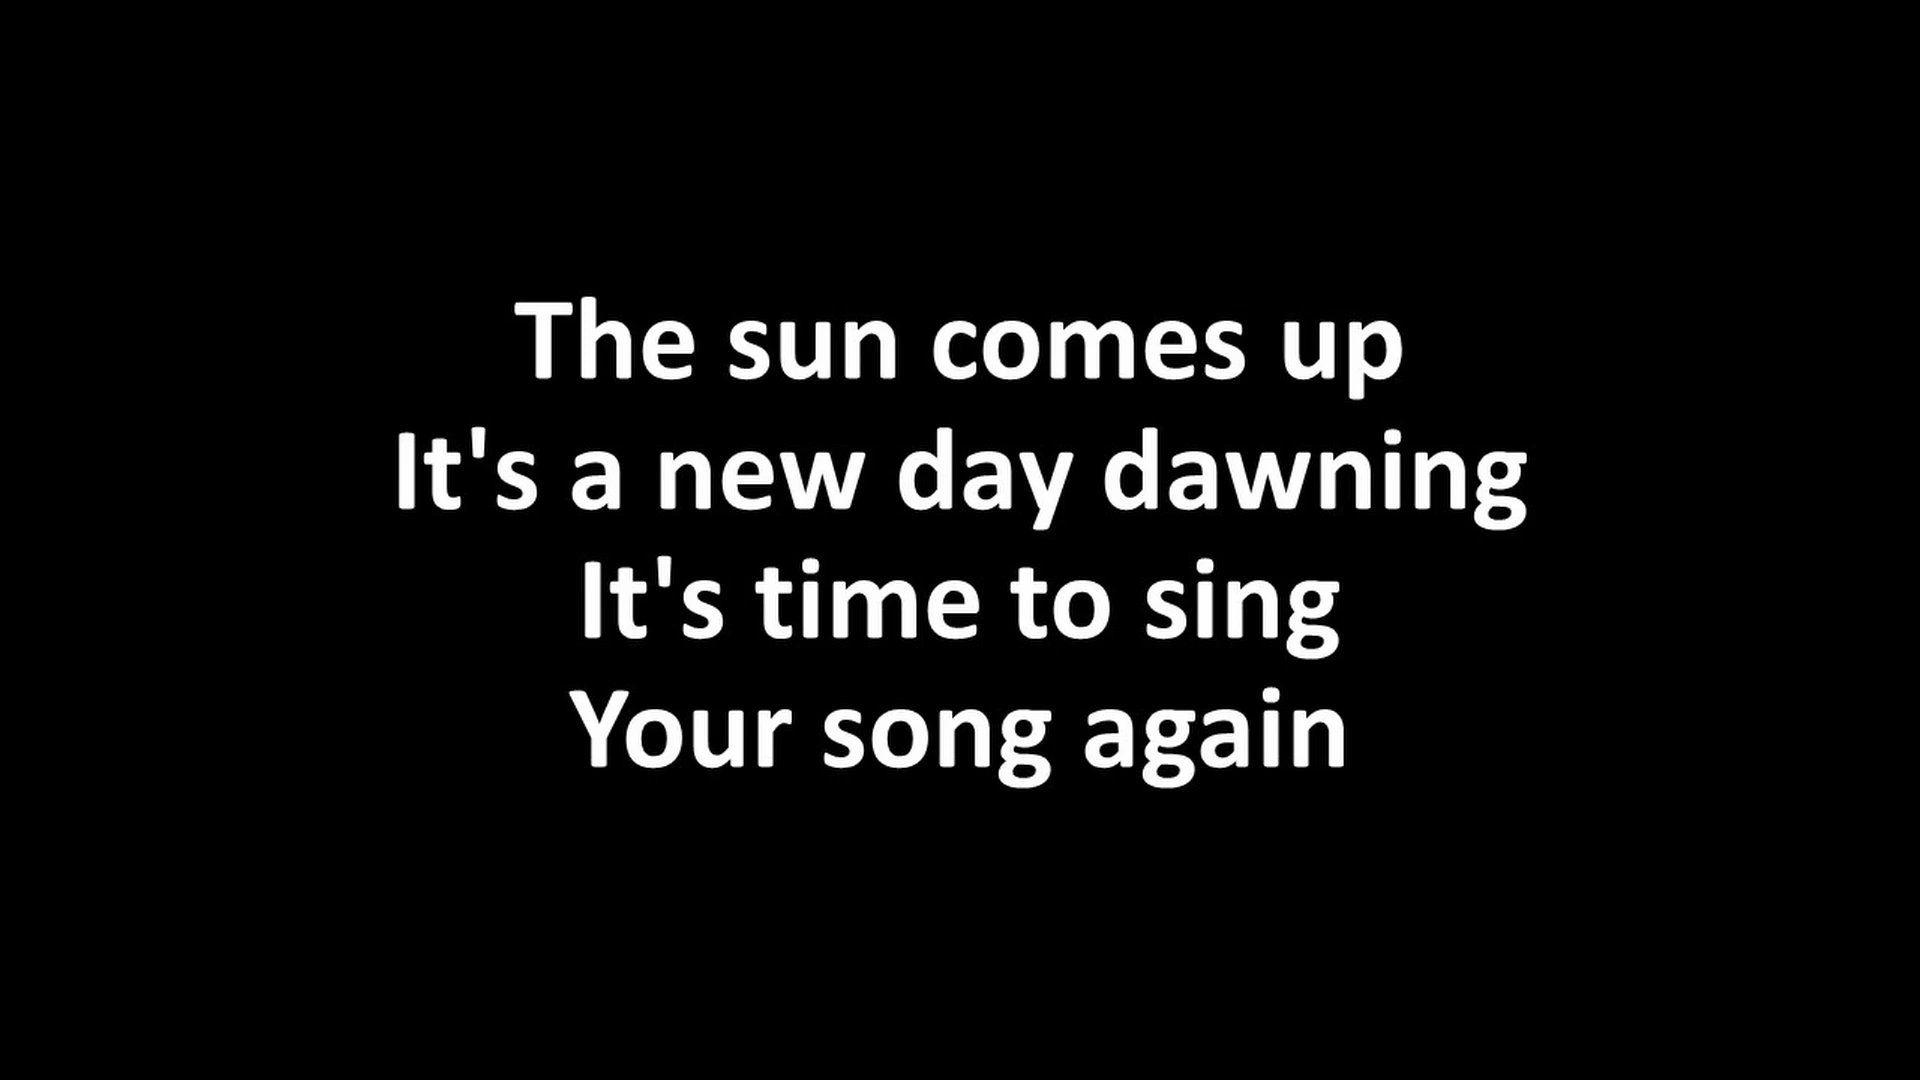 The sun comes up
It's a new day dawning
It's time to sing
Your song again